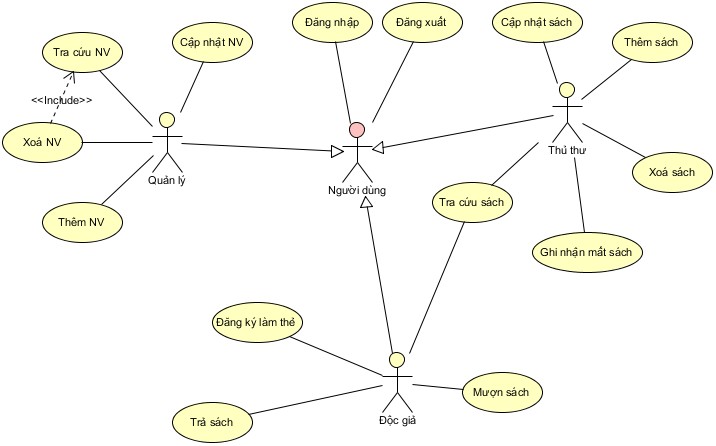 Đăng nhập
Đăng xuất
Cập nhật sách
Tra cứu NV
Cập nhật NV
Thêm sách
<<Include>>
Xoá NV
Thủ thư
Xoá sách
Quản lý
Người dùng
Tra cứu sách
Thêm NV
Ghi nhận mất sách
Đăng ký làm thẻ
Mượn sách
Trả sách
Độc giả